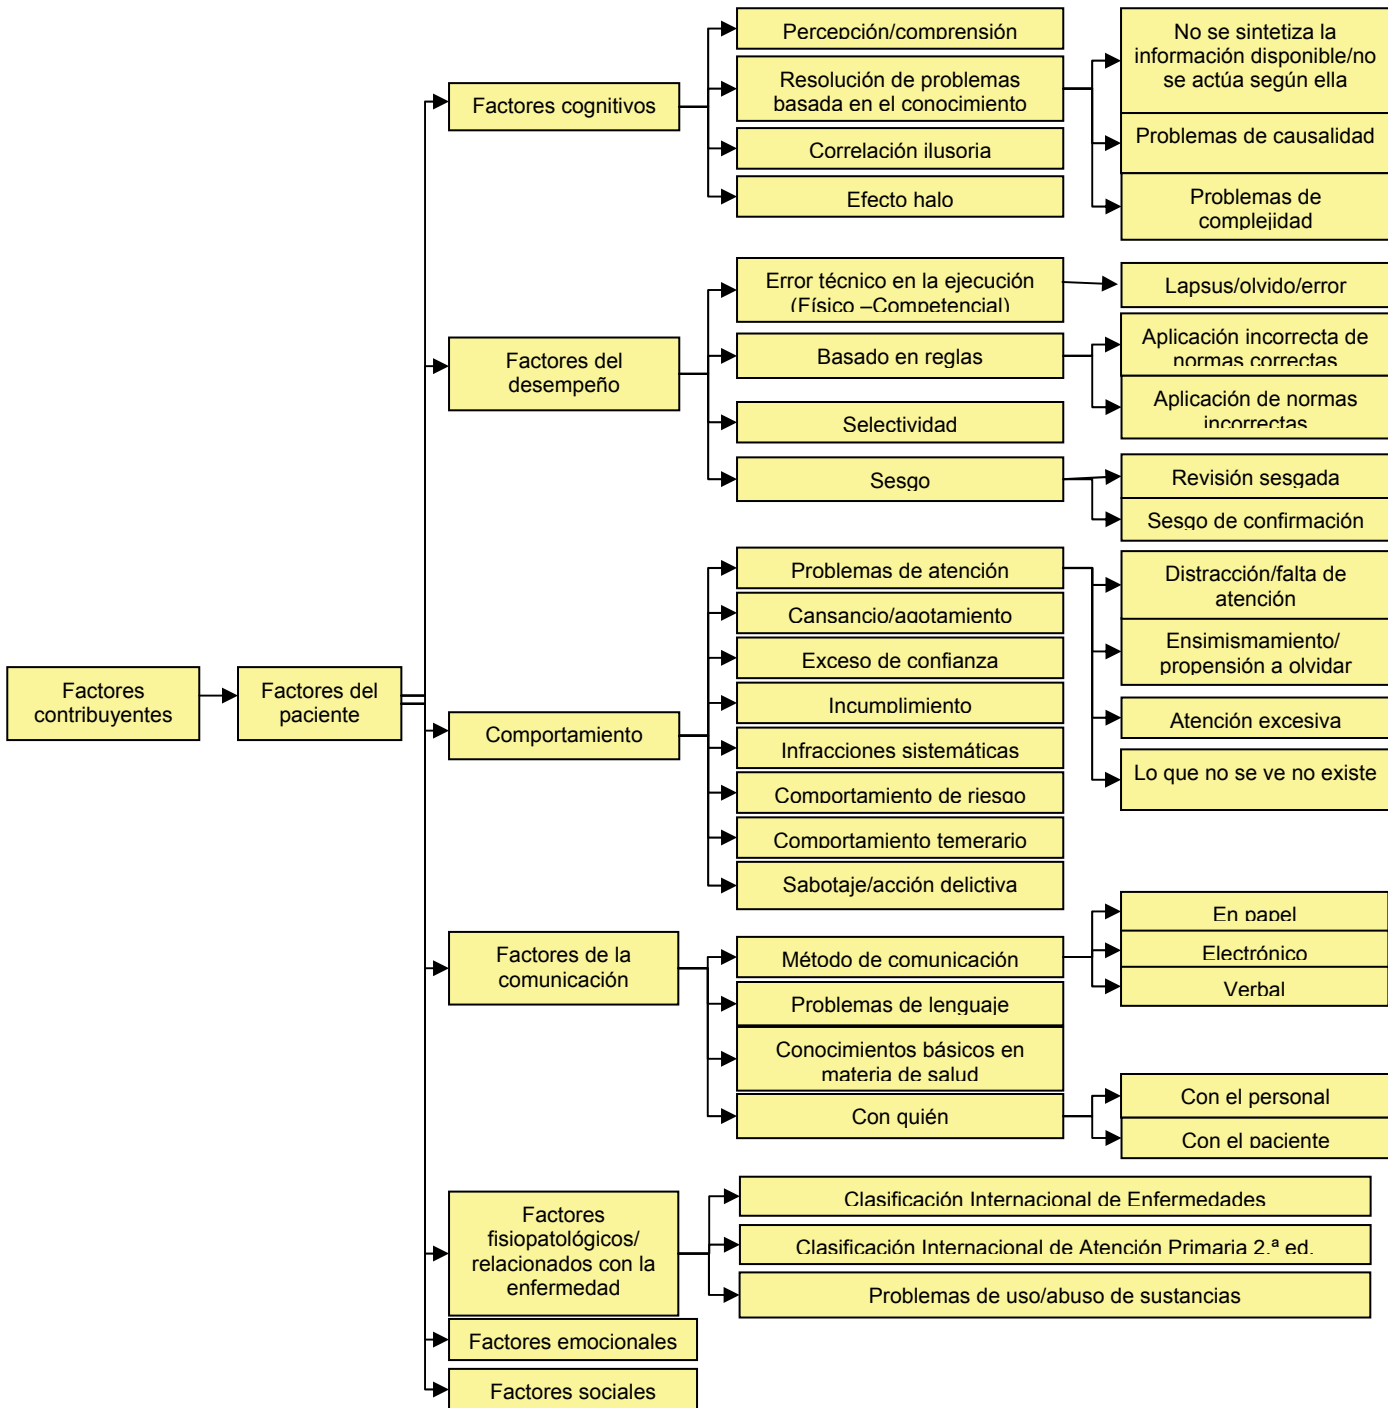 Factores
contribuyentes
Factores del
paciente
Factores cognitivos
Percepción/comprensión
Resolución de problemas
basada en el conocimiento
No se sintetiza la
información disponible/no
se actúa según ella
Problemas de causalidad
Problemas de
complejidad
Correlación ilusoria
Efecto halo
Factores del
desempeño
Error técnico en la ejecución
(Físico –Competencial)
Lapsus/olvido/error
Basado en reglas
Aplicación incorrecta de
normas correctas
Aplicación de normas
incorrectas
Selectividad
Sesgo
Revisión sesgada
Sesgo de confirmación
Comportamiento
Problemas de atención
Distracción/falta de
atención
Ensimismamiento/
propensión a olvidar
Atención excesiva
Lo que no se ve no existe
Cansancio/agotamiento
Exceso de confianza
Incumplimiento
Infracciones sistemáticas
Comportamiento de riesgo
Comportamiento temerario
Sabotaje/acción delictiva
Factores de la
comunicación
Método de comunicación
En papel
Electrónico
Verbal
Problemas de lenguaje
Conocimientos básicos en
materia de salud
Con quién
Con el personal
Con el paciente
Factores
fisiopatológicos/
relacionados con la
enfermedad
Clasificación Internacional de Enfermedades
Clasificación Internacional de Atención Primaria 2.ª ed.
Problemas de uso/abuso de sustancias
Factores emocionales
Factores sociales